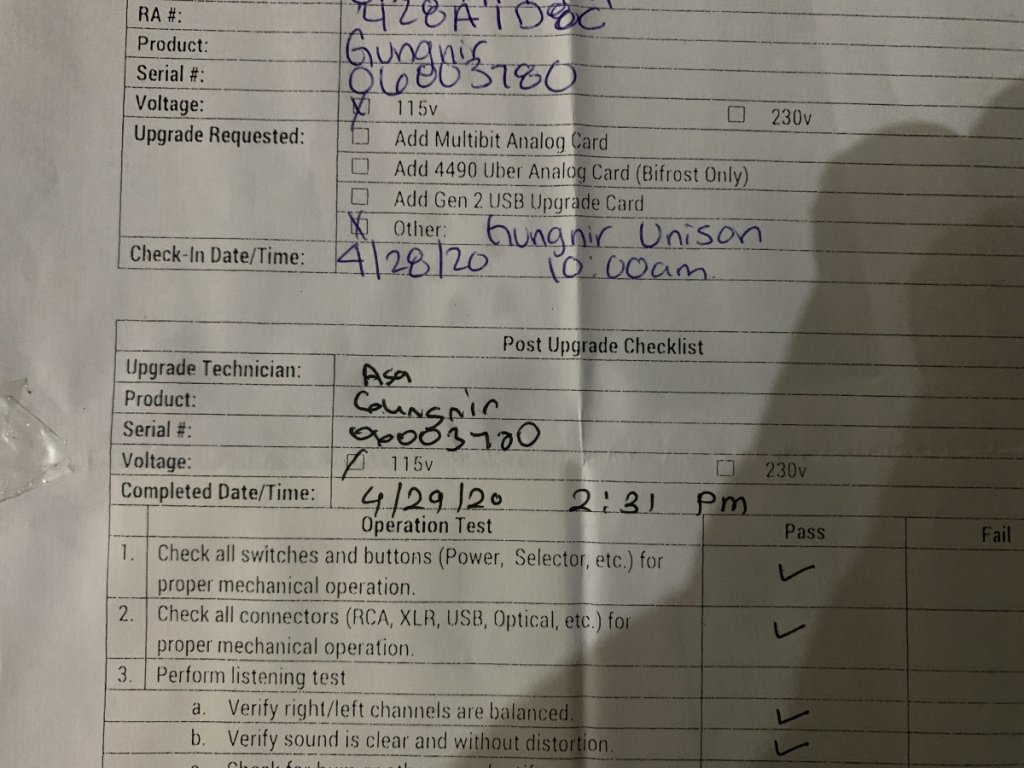 RA #: 428A1D8C
Product: Gungnir
Serial #: 06003780
Voltage: 115v 230v
Upgrade Requested: Add Multibit Analog Card
Add 4490 Uber Analog Card (Bifrost Only)
Add Gen 2 USB Upgrade Card
Other: Gungnir Unison
Check-In Date/Time: 4/28/20 10:00am
Post Upgrade Checklist
Upgrade Technician: Asa
Product: Goungnir
Serial #: 06003780
Voltage: 115v 230v
Completed Date/Time: 4/29/20 2:31 pm
Operation Test Pass Fail
1. Check all switches and buttons (Power, Selector, etc.) for
proper mechanical operation.
2. Check all connectors (RCA, XLR, USB, Optical, etc.) for
proper mechanical operation.
3. Perform listening test
a. Verify right/left channels are balanced.
b. Verify sound is clear and without distortion.